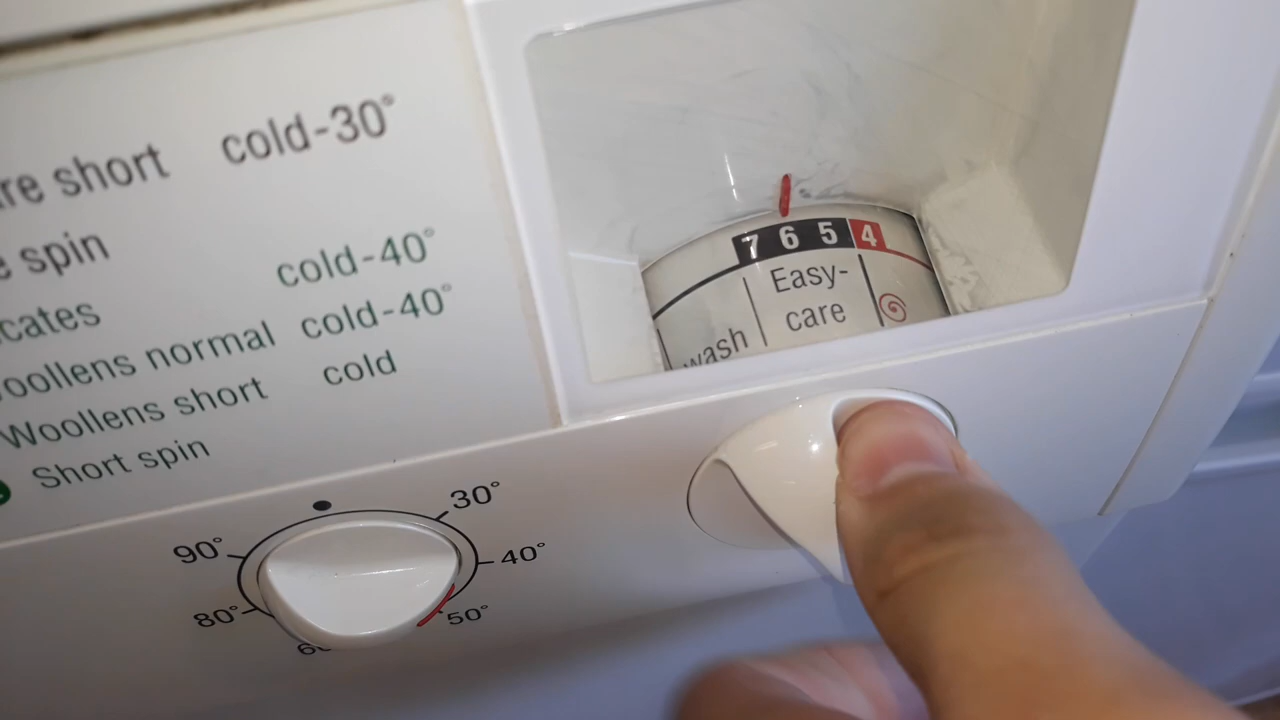 re short cold-30°
e spin
cates cold-40°
oollens normal cold-40°
Woollens short cold
Short spin
7 6 5 4
Easy-
care
wash
30°
40°
50°
80°
90°